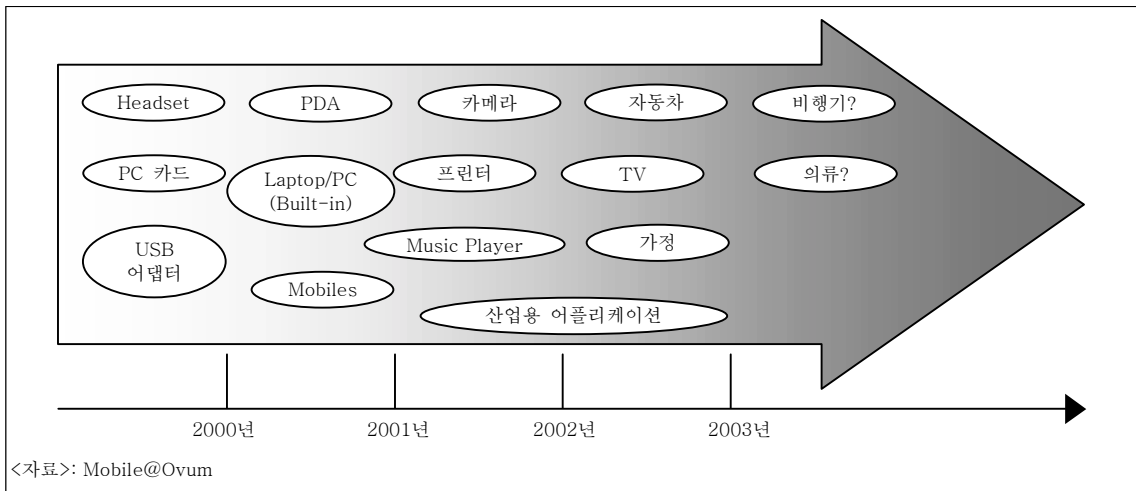 Headset
PDA
카메라
자동차
비행기?
PC 카드
Laptop/PC
(Built-in)
프린터
TV
의류?
USB
어댑터
Music Player
가정
Mobiles
산업용 어플리케이션
2000년
2001년
2002년
2003년
<자료>: Mobile@Ovum